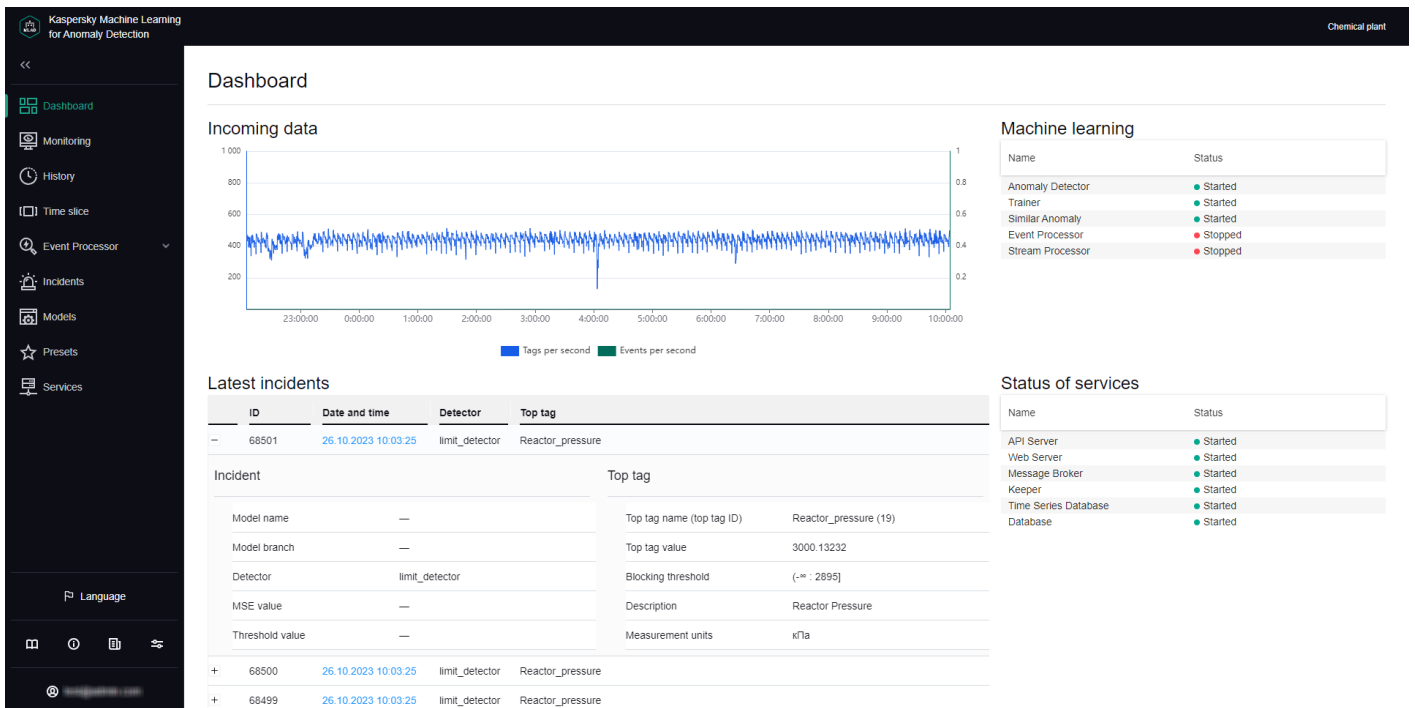 Kaspersky Machine Learning
for Anomaly Detection
MLAD
Chemical plant
Dashboard
Monitoring
History
Time slice
Event Processor
Incidents
Models
Presets
Services
Language
Dashboard
Incoming data
1 000
800
600
400
200
1
0.8
0.6
0.4
0.2
23:00:00 0:00:00 1:00:00 2:00:00 3:00:00 4:00:00 5:00:00 6:00:00 7:00:00 8:00:00 9:00:00 10:00:00
Tags per second Events per second
Machine learning
Name Status
Anomaly Detector Started
Trainer Started
Similar Anomaly Started
Event Processor Stopped
Stream Processor Stopped
Latest incidents
ID Date and time Detector Top tag
− 68501 26.10.2023 10:03:25 limit_detector Reactor_pressure
Incident
Model name —
Model branch —
Detector limit_detector
MSE value —
Threshold value —
Top tag
Top tag name (top tag ID) Reactor_pressure (19)
Top tag value 3000.13232
Blocking threshold (-∞ : 2895]
Description Reactor Pressure
Measurement units кПа
+ 68500 26.10.2023 10:03:25 limit_detector Reactor_pressure
+ 68499 26.10.2023 10:03:25 limit_detector Reactor_pressure
Status of services
Name Status
API Server Started
Web Server Started
Message Broker Started
Keeper Started
Time Series Database Started
Database Started